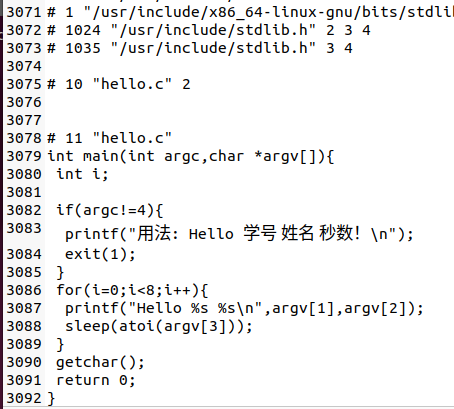 3071 # 1 "/usr/include/x86_64-linux-gnu/bits/stdlib
3072 # 1024 "/usr/include/stdlib.h" 2 3 4
3073 # 1035 "/usr/include/stdlib.h" 3 4
3074
3075 # 10 "hello.c" 2
3076
3077
3078 # 11 "hello.c"
3079 int main(int argc,char *argv[]){
3080  int i;
3081
3082  if(argc!=4){
3083   printf("用法: Hello 学号 姓名 秒数! \n");
3084   exit(1);
3085  }
3086  for(i=0;i<8;i++){
3087   printf("Hello %s %s\n",argv[1],argv[2]);
3088   sleep(atoi(argv[3]));
3089  }
3090  getchar();
3091  return 0;
3092 }